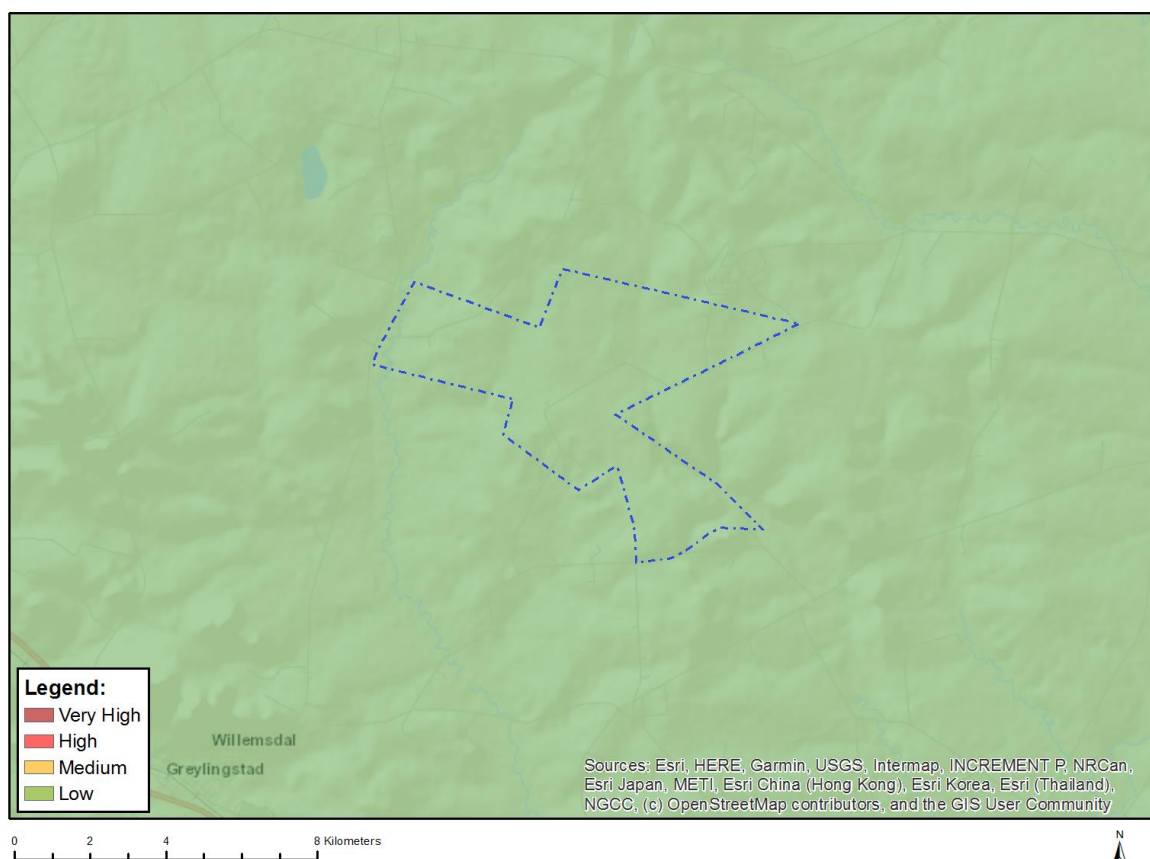 Legend:
Very High
High
Medium
Low
Willemsdal
Greylingstad
Sources: Esri, HERE, Garmin, USGS, Intermap, INCREMENT P, NRCan,
Esri Japan, METI, Esri China (Hong Kong), Esri Korea, Esri (Thailand),
NGCC, (c) OpenStreetMap contributors, and the GIS User Community
0 2 4 8 Kilometers
N